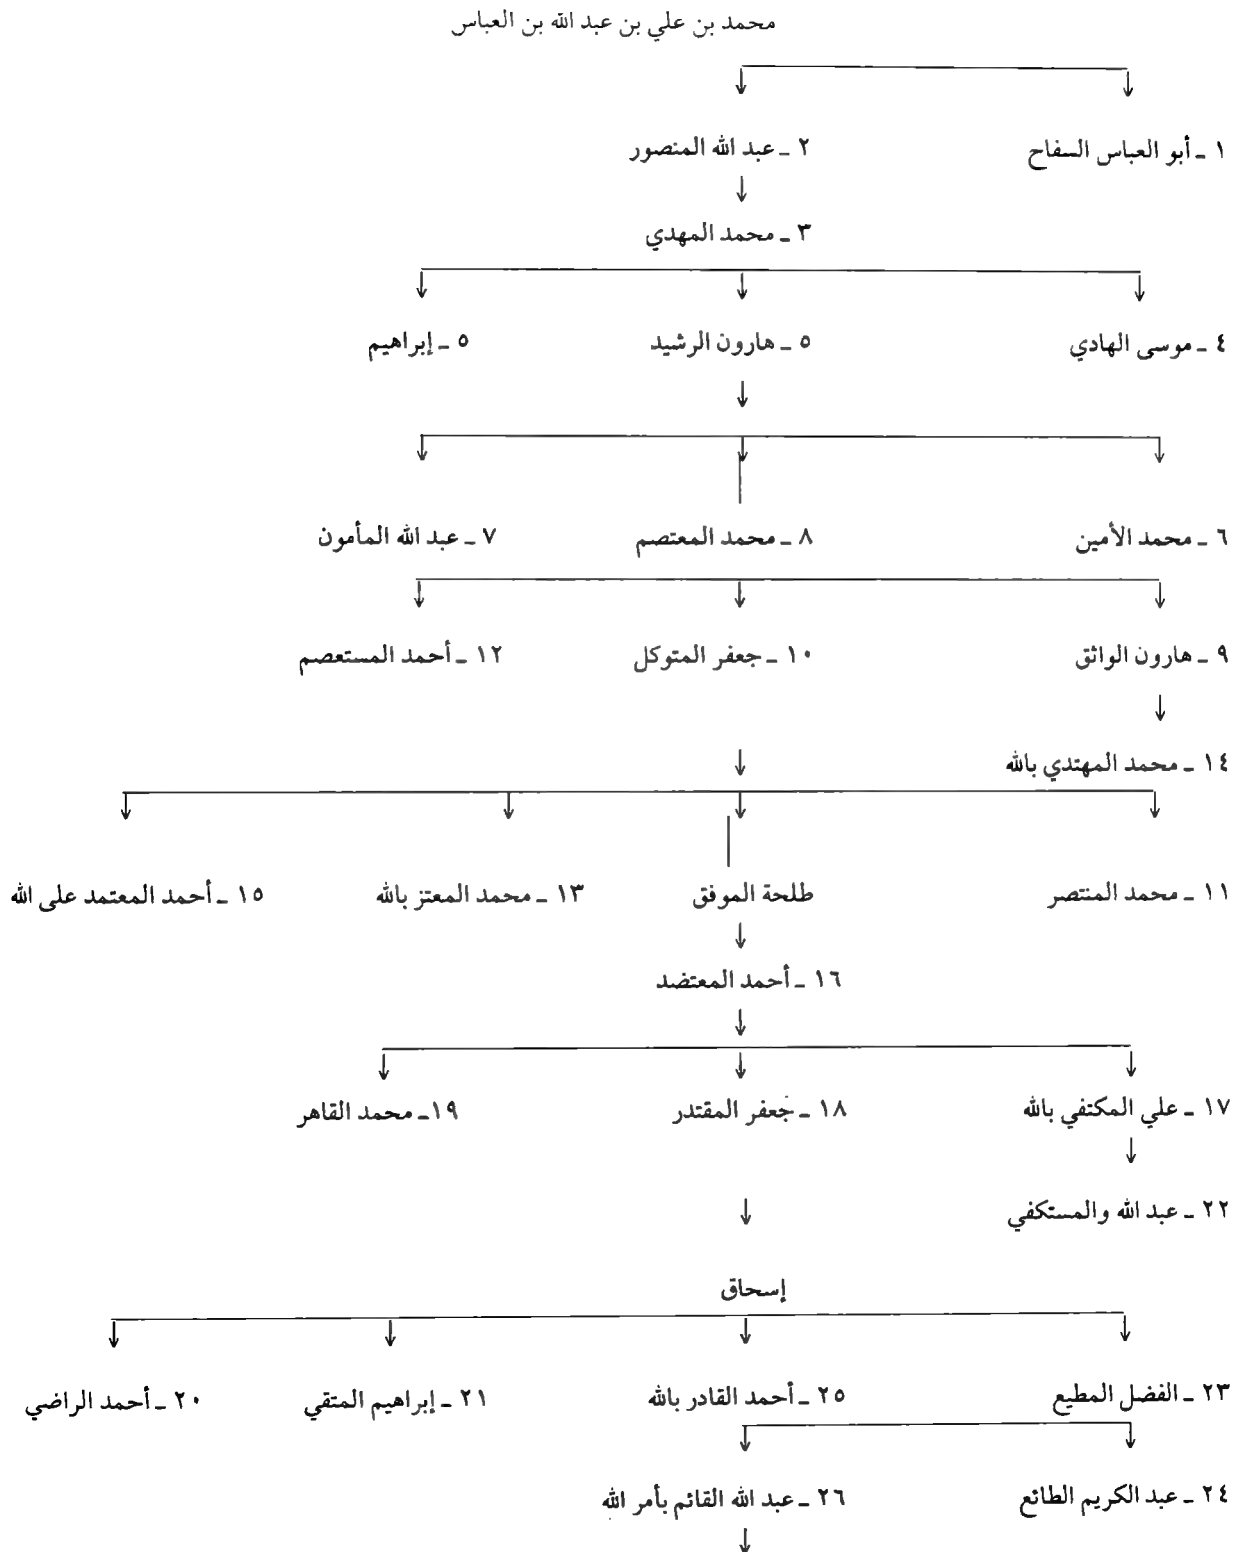 محمد بن علي بن عبد الله بن العباس
١ ـ أبو العباس السفاح ٢ ـ عبد الله المنصور
٣ ـ محمد المهدي
٤ ـ موسى الهادي ٥ ـ هارون الرشيد ٥ ـ إبراهيم
٦ ـ محمد الأمين ٨ ـ محمد المعتصم ٧ ـ عبد الله المأمون
٩ ـ هارون الواثق ١٠ ـ جعفر المتوكل ١٢ ـ أحمد المستعصم
١٤ ـ محمد المهتدي بالله
١١ ـ محمد المنتصر طلحة الموفق ١٣ ـ محمد المعتز بالله ١٥ ـ أحمد المعتمد على الله
١٦ ـ أحمد المعتضد
١٧ ـ علي المكتفي بالله ١٨ ـ جعفر المقتدر ١٩ـ محمد القاهر
٢٢ ـ عبد الله والمستكفي
إسحاق
٢٣ ـ الفضل المطيع ٢٥ ـ أحمد القادر بالله ٢١ ـ إبراهيم المتقي ٢٠ ـ أحمد الراضي
٢٤ ـ عبد الكريم الطائع ٢٦ ـ عبد الله القائم بأمر الله